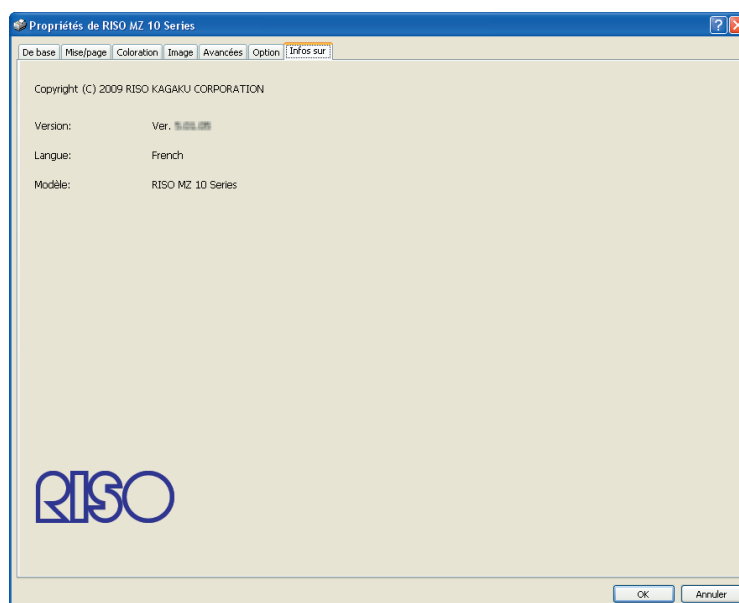 Propriétés de RISO MZ 10 Series
De base Mise/page Coloration Image Avancées Option Infos sur
Copyright (C) 2009 RISO KAGAKU CORPORATION
Version: Ver.
Langue: French
Modèle: RISO MZ 10 Series
RISO
OK Annuler